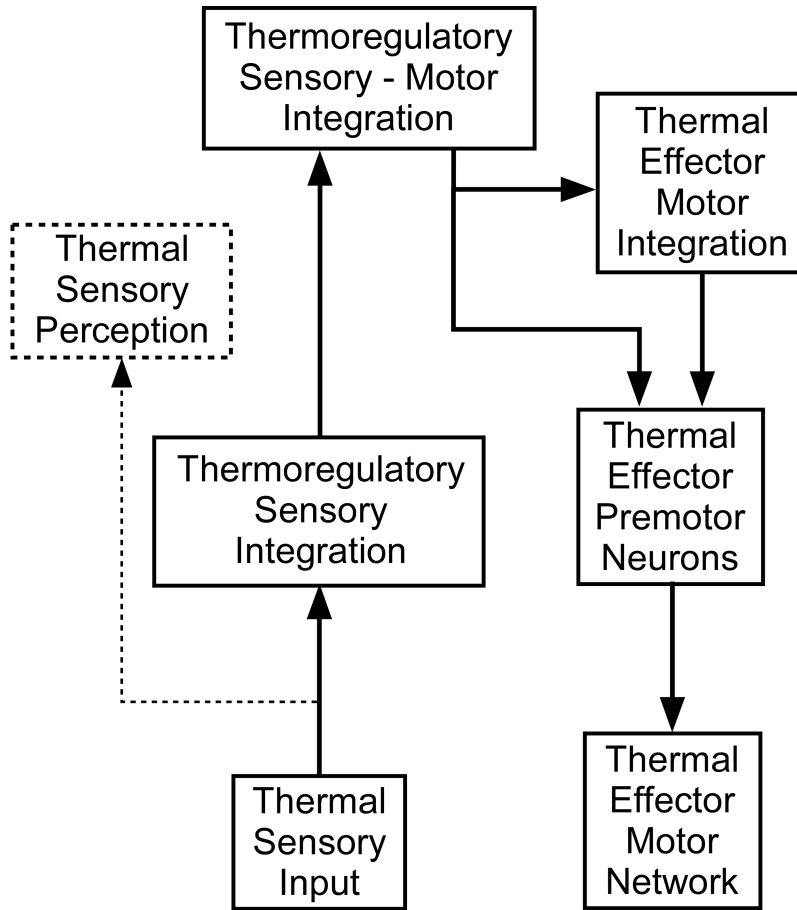 Thermoregulatory
Sensory - Motor
Integration
Thermal
Effector
Motor
Integration
Thermal
Sensory
Perception
Thermoregulatory
Sensory
Integration
Thermal
Effector
Premotor
Neurons
Thermal
Sensory
Input
Thermal
Effector
Motor
Network